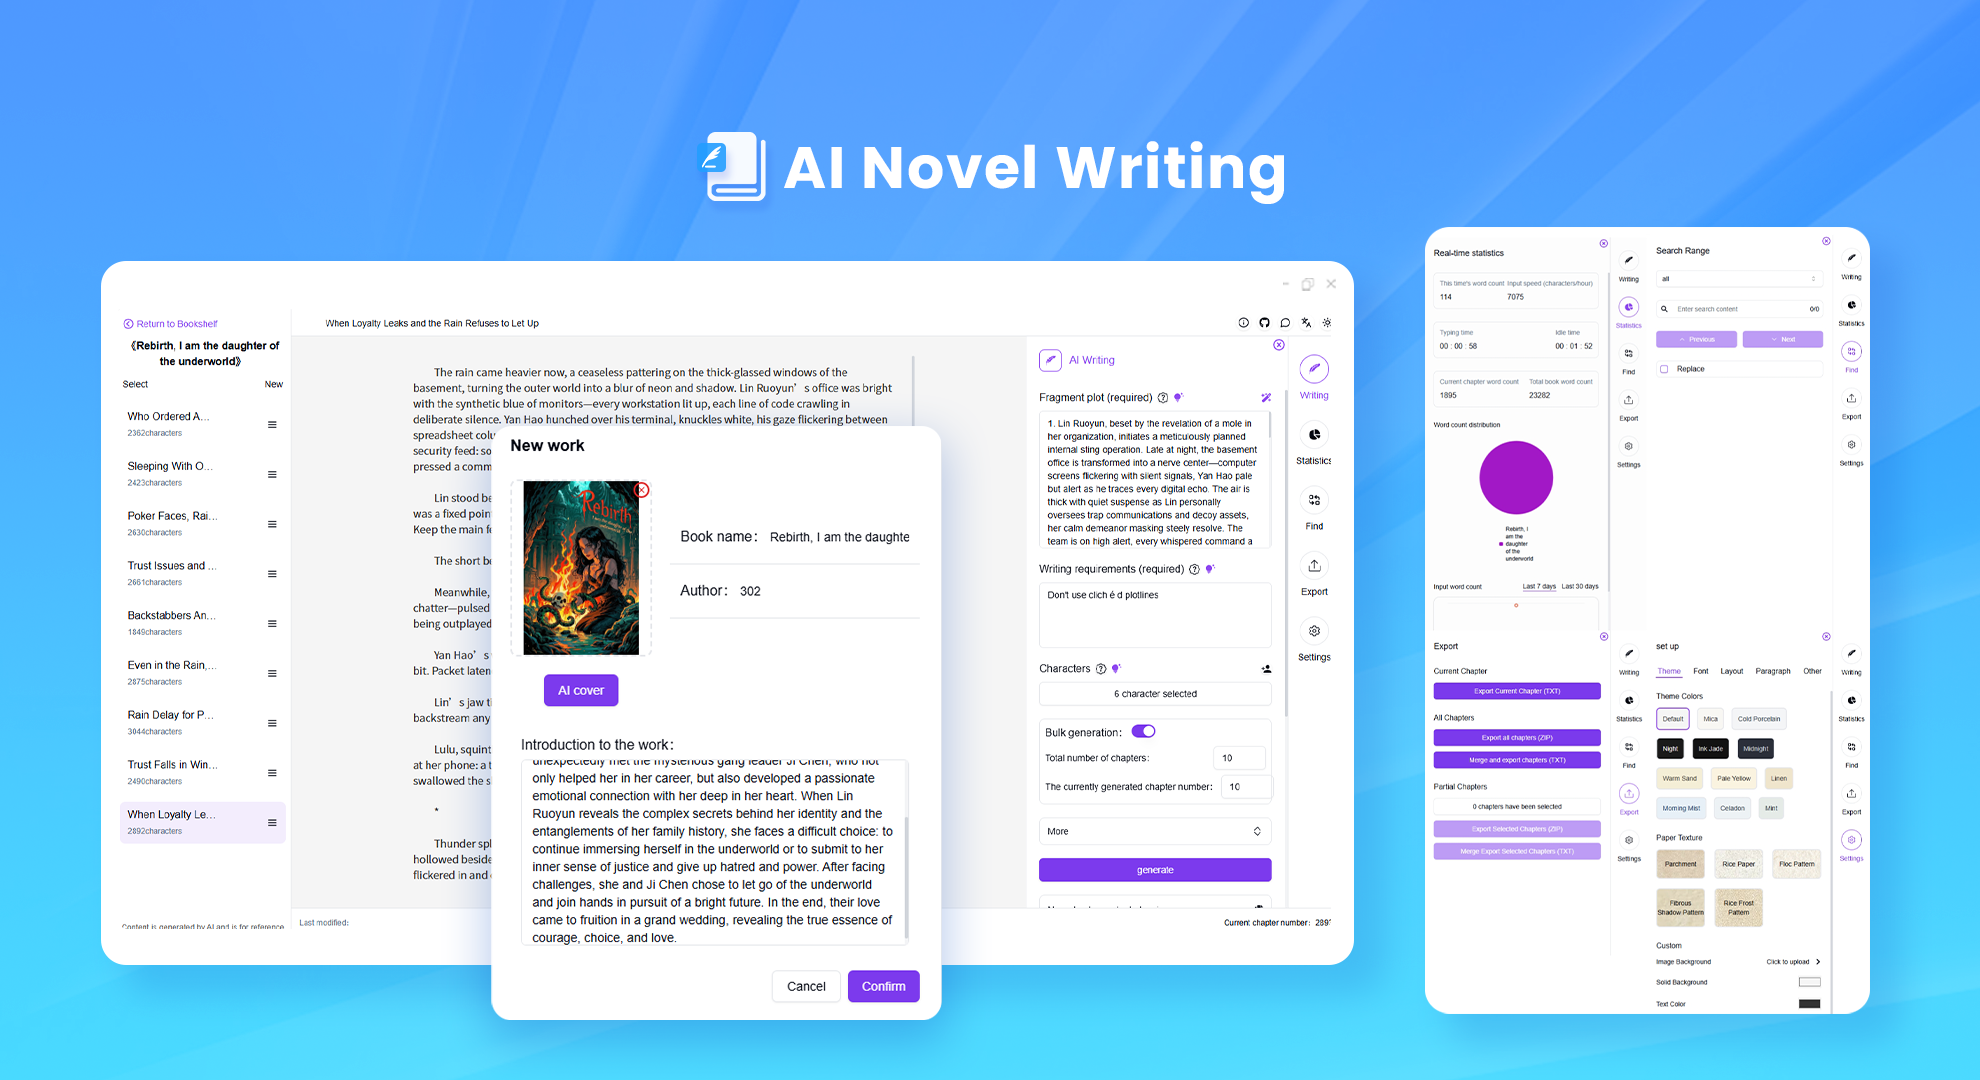 AI Novel Writing
Return to Bookshelf
《Rebirth, I am the daughter of
the underworld》
Select
New
Who Ordered A...
2362characters
Sleeping With O...
2423characters
Poker Faces, Rai...
2630characters
Trust Issues and ...
2661characters
Backstabbers An...
1849characters
Even in the Rain,...
2875characters
Rain Delay for P...
3044characters
Trust Falls in Win...
2490characters
When Loyalty Le...
2892characters
Content is generated by AI and is for reference
When Loyalty Leaks and the Rain Refuses to Let Up
The rain came heavier now, a ceaseless pattering on the thick-glassed windows of the
basement, turning the outer world into a blur of neon and shadow. Lin Ruoyun's office was bright
with the synthetic blue of monitors—every workstation lit up, each line of code crawling in
deliberate silence. Yan Hao hunched over his terminal, knuckles white, his gaze flickering between
spreadsheet colu
security feed: so
pressed a comm
Lin stood be
was a fixed poin
Keep the main fe
The short be
Meanwhile,
chatter—pulsed
being outplayed
Yan Hao's
bit. Packet laten
Lin's jaw t
backstream any
Lulu, squint
at her phone: a t
swallowed the s
*
Thunder spl
hollowed beside
flickered in and
Last modified:
Current chapter number: 289
New work
Rebirth
Book name: Rebirth, I am the daughte
Author: 302
AI cover
Introduction to the work:
unexpectedly met the mysterious gang leader Ji Chen, who not
only helped her in her career, but also developed a passionate
emotional connection with her deep in her heart. When Lin
Ruoyun reveals the complex secrets behind her identity and the
entanglements of her family history, she faces a difficult choice: to
continue immersing herself in the underworld or to submit to her
inner sense of justice and give up hatred and power. After facing
challenges, she and Ji Chen chose to let go of the underworld
and join hands in pursuit of a bright future. In the end, their love
came to fruition in a grand wedding, revealing the true essence of
courage, choice, and love.
Cancel
Confirm
AI Writing
Fragment plot (required)
1. Lin Ruoyun, beset by the revelation of a mole in
her organization, initiates a meticulously planned
internal sting operation. Late at night, the basement
office is transformed into a nerve center—computer
screens flickering with silent signals, Yan Hao pale
but alert as he traces every digital echo. The air is
thick with quiet suspense as Lin personally
oversees trap communications and decoy assets,
her calm demeanor masking steely resolve. The
team is on high alert, every whispered command a
Writing requirements (required)
Don't use clich é d plotlines
Characters
6 character selected
Bulk generation:
Total number of chapters: 10
The currently generated chapter number: 10
More
generate
Writing
Statistics
Find
Export
Settings
Real-time statistics
This time's word count Input speed (characters/hour)
114 7075
Typing time Idle time
00 : 00 : 58 00 : 01 : 52
Current chapter word count Total book word count
1895 23282
Word count distribution
Rebirth, I
am the
daughter
of the
underworld
Input word count Last 7 days Last 30 days
Writing
Statistics
Find
Export
Settings
Search Range
all
Enter search content 0/0
Previous
Next
Replace
Writing
Statistics
Find
Export
Settings
Export
Current Chapter
Export Current Chapter (TXT)
All Chapters
Export all chapters (ZIP)
Merge and export chapters (TXT)
Partial Chapters
0 chapters have been selected
Export Selected Chapters (ZIP)
Merge Export Selected Chapters (TXT)
Writing
Statistics
Find
Export
Settings
set up
Theme Font Layout Paragraph Other
Theme Colors
Default Mica Cold Porcelain
Night Ink Jade Midnight
Warm Sand Pale Yellow Linen
Morning Mist Celadon Mint
Paper Texture
Parchment Rice Paper Floc Pattern
Fibrous
Shadow Pattern
Rice Frost
Pattern
Custom
Image Background Click to upload
Solid Background
Text Color
Writing
Statistics
Find
Export
Settings